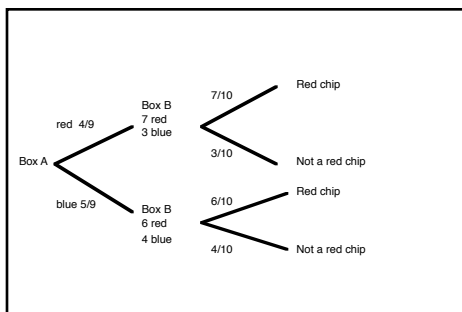 Box A
red 4/9
blue 5/9
Box B
7 red
3 blue
7/10
Red chip
3/10
Not a red chip
Box B
6 red
4 blue
6/10
Red chip
4/10
Not a red chip